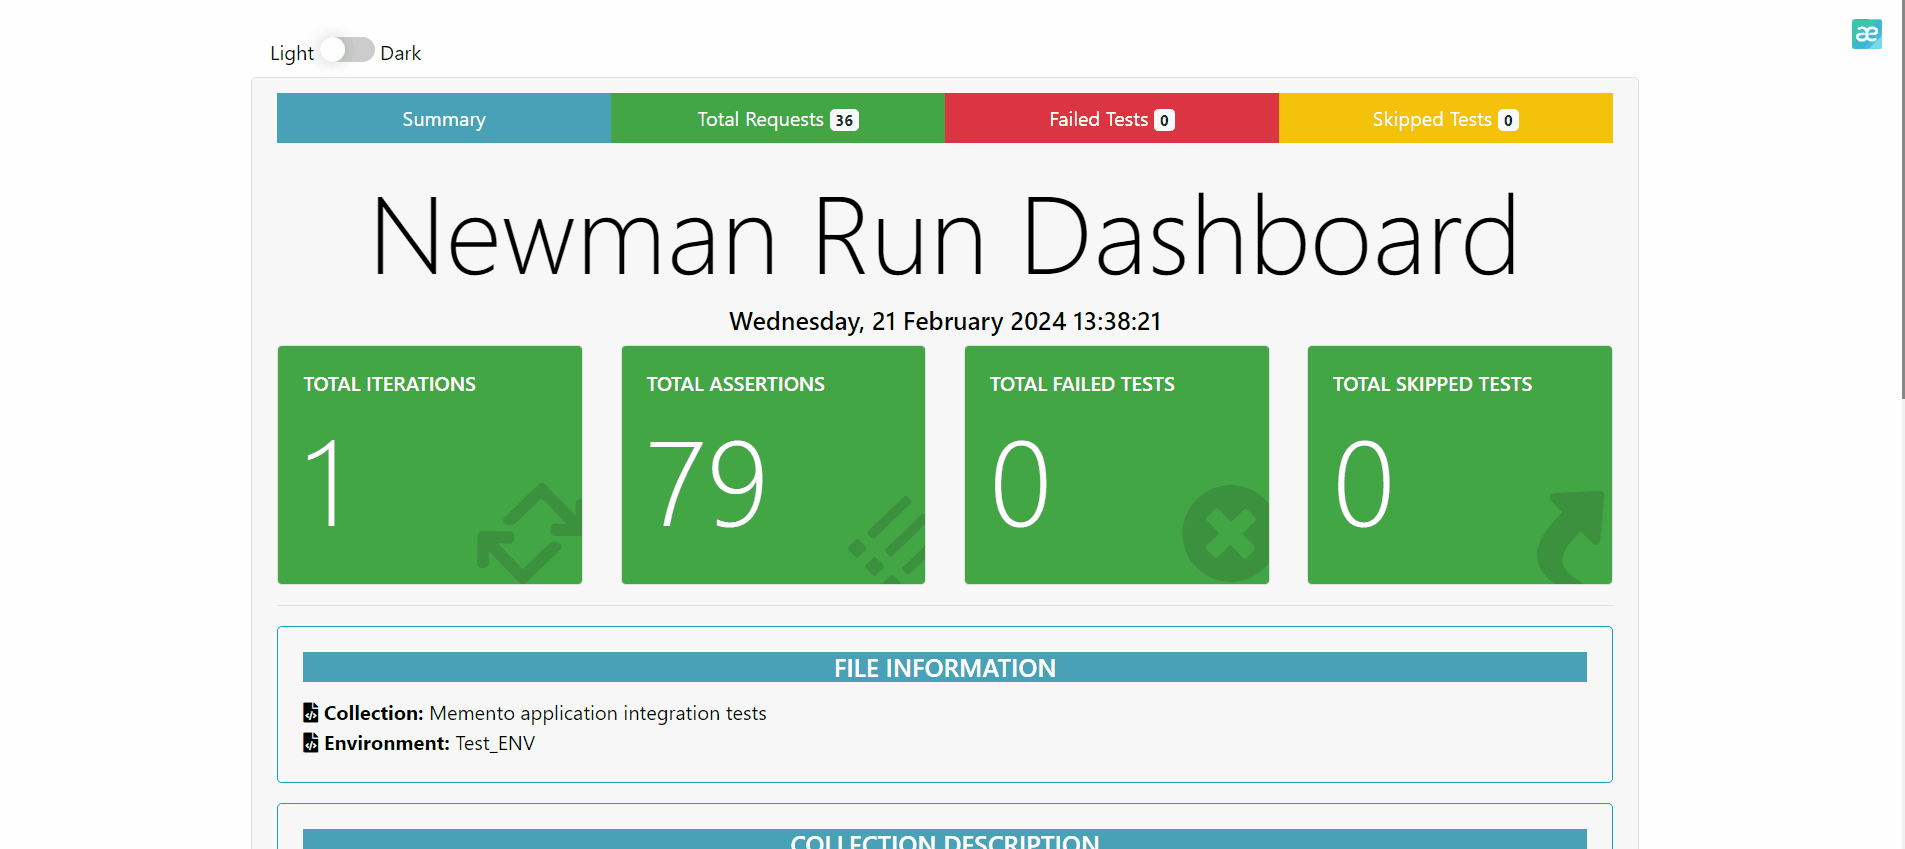 Light Dark
æ
Summary Total Requests 36 Failed Tests 0 Skipped Tests 0
Newman Run Dashboard
Wednesday, 21 February 2024 13:38:21
TOTAL ITERATIONS
1
TOTAL ASSERTIONS
79
TOTAL FAILED TESTS
0
TOTAL SKIPPED TESTS
0
FILE INFORMATION
Collection: Memento application integration tests
Environment: Test_ENV
COLLECTION DESCRIPTION